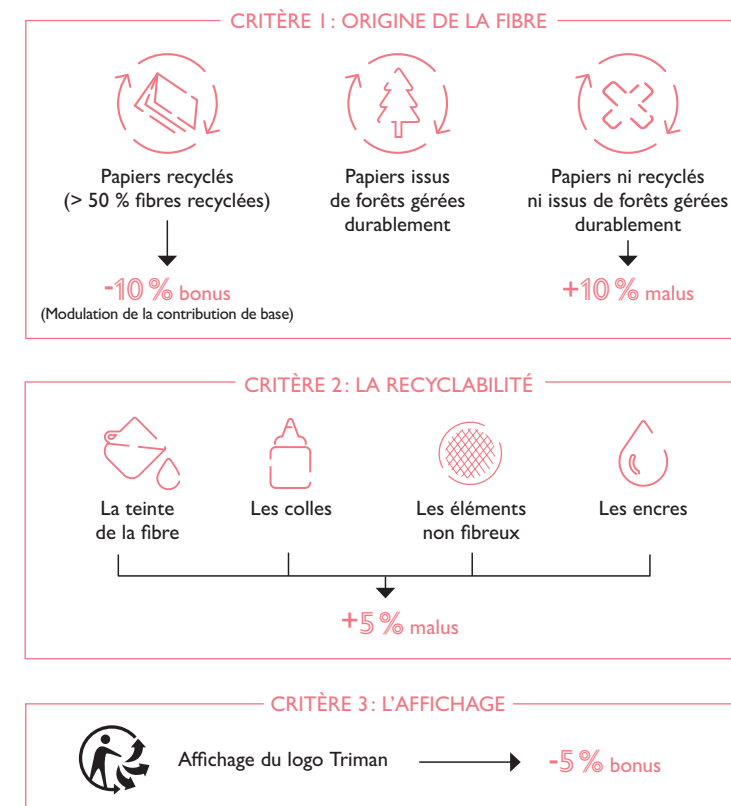 CRITÈRE 1 : ORIGINE DE LA FIBRE
Papiers recyclés
(> 50 % fibres recyclées)
-10 % bonus
(Modulation de la contribution de base)
Papiers issus
de forêts gérées
durablement
Papiers ni recyclés
ni issus de forêts gérées
durablement
+10 % malus
CRITÈRE 2 : LA RECYCLABILITÉ
La teinte
de la fibre
Les colles
Les éléments
non fibreux
Les encres
+5 % malus
CRITÈRE 3 : L'AFFICHAGE
Affichage du logo Triman
-5 % bonus